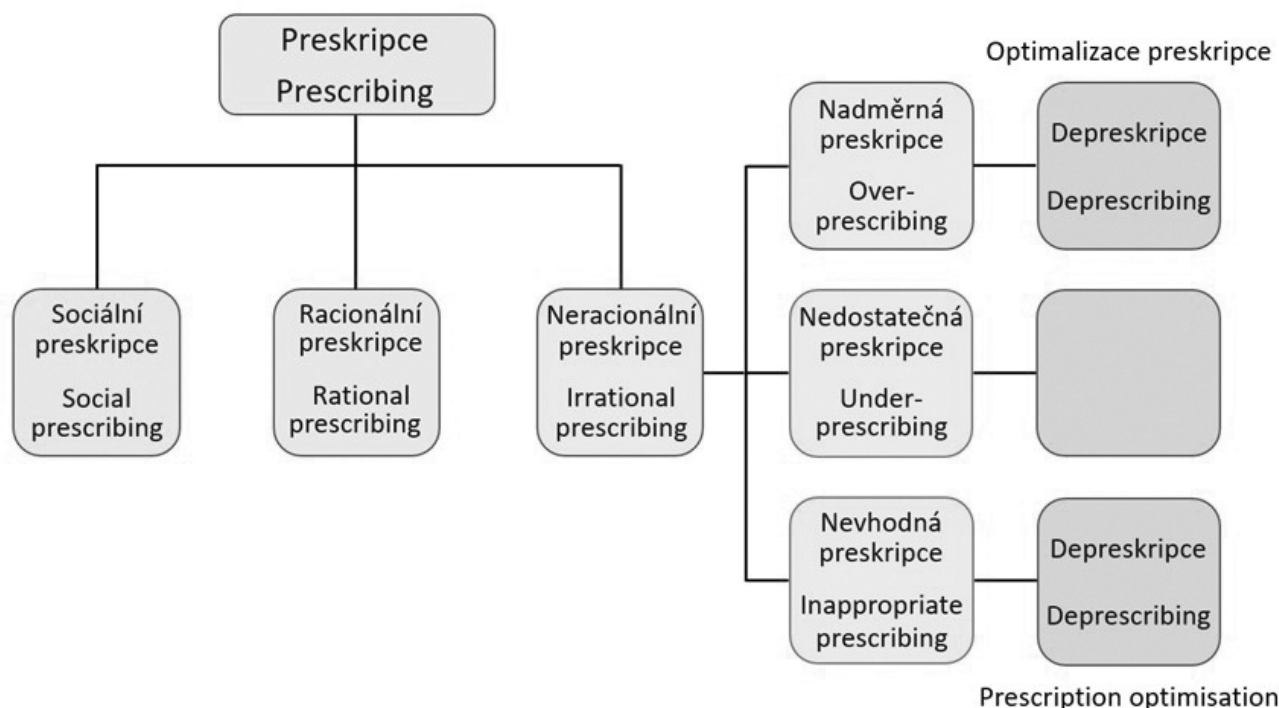 Preskripce
Prescribing
Sociální
preskripce
Social
prescribing
Racionální
preskripce
Rational
prescribing
Neracionální
preskripce
Irrational
prescribing
Optimalizace preskripce
Nadměrná
preskripce
Over-
prescribing
Depreskripce
Deprescribing
Nedostatečná
preskripce
Under-
prescribing
Nevhodná
preskripce
Inappropriate
prescribing
Depreskripce
Deprescribing
Prescription optimisation